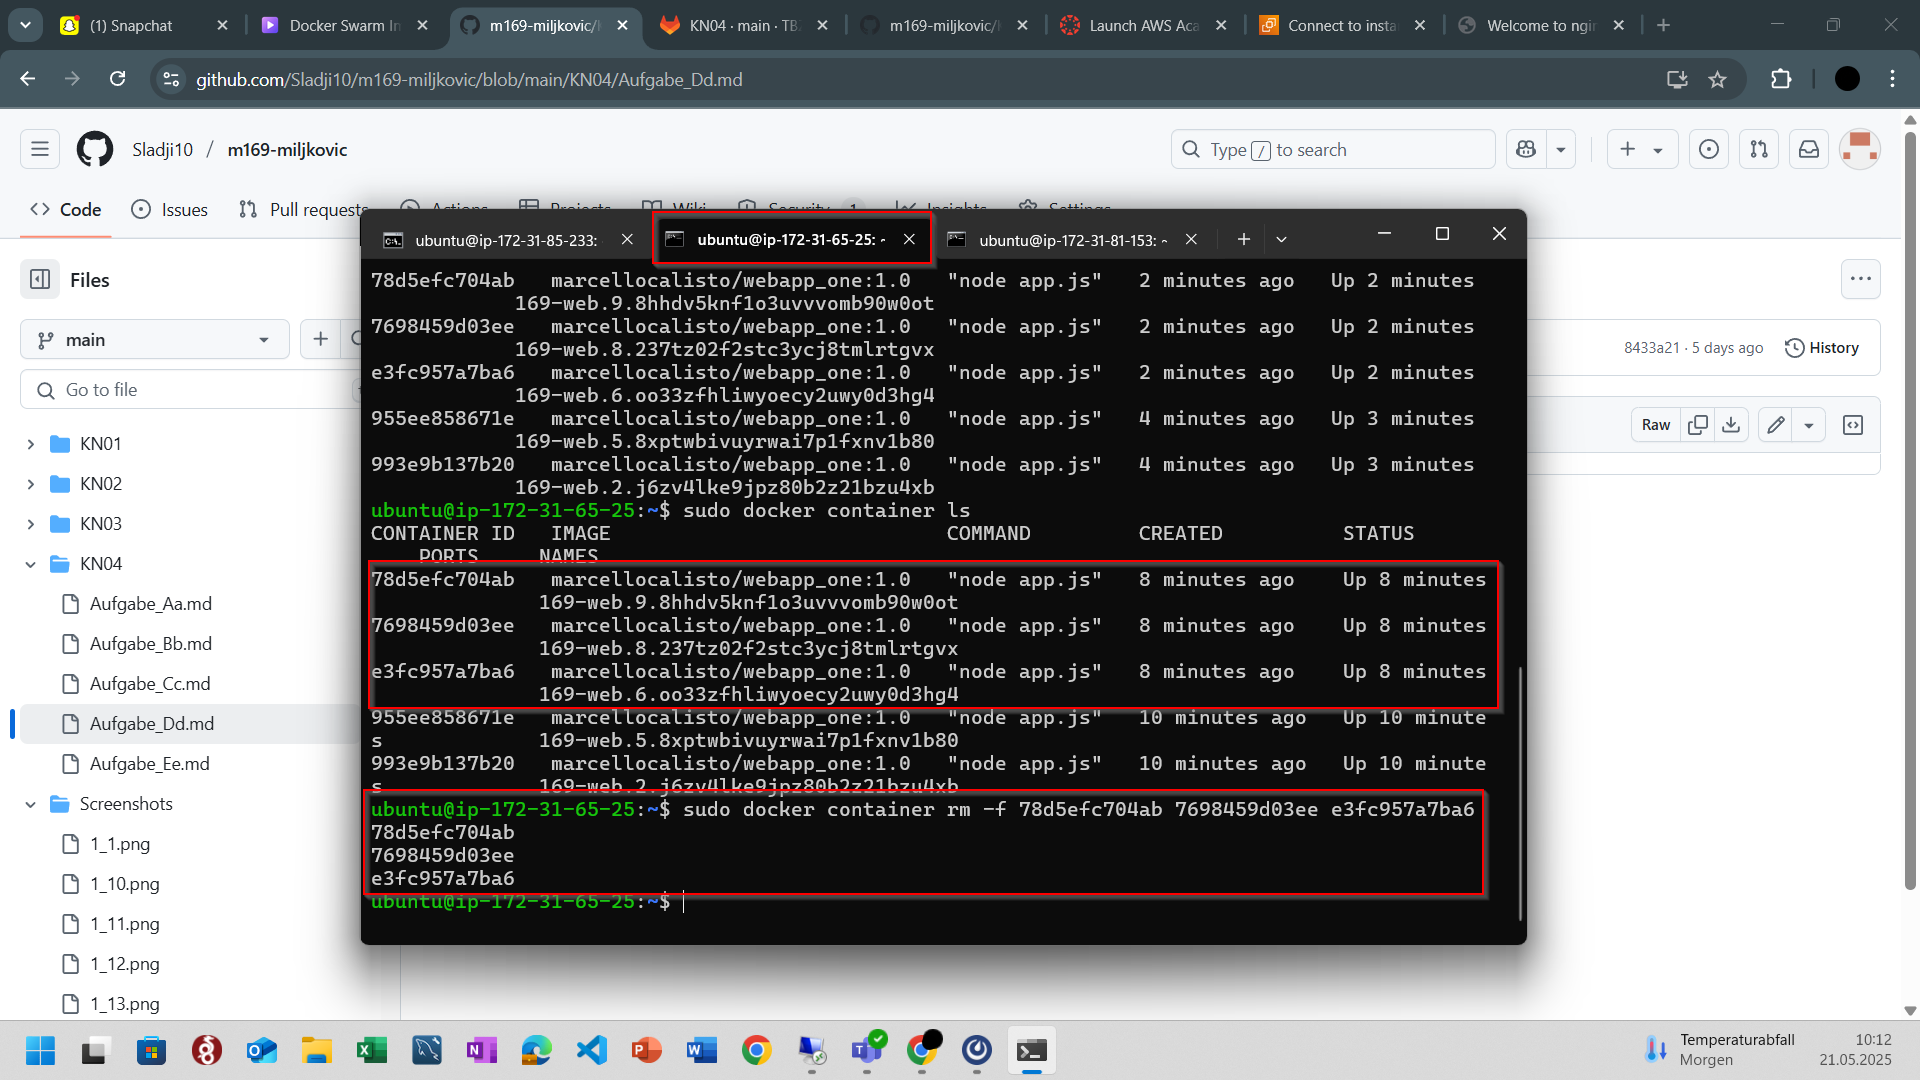 (1) Snapchat
Docker Swarm In
m169-miljkovic/K
KN04 · main · TB
m169-miljkovic/K
Launch AWS Aca
Connect to insta
Welcome to ngi
github.com/Sladji10/m169-miljkovic/blob/main/KN04/Aufgabe_Dd.md
Sladji10 / m169-miljkovic
Type / to search
Code
Issues
Pull requests
Actions
Projects
Wiki
Security 1
Insights
Settings
Files
main
Go to file
KN01
KN02
KN03
KN04
Aufgabe_Aa.md
Aufgabe_Bb.md
Aufgabe_Cc.md
Aufgabe_Dd.md
Aufgabe_Ee.md
Screenshots
1_1.png
1_10.png
1_11.png
1_12.png
1_13.png
8433a21 · 5 days ago
History
Raw
ubuntu@ip-172-31-85-233:
ubuntu@ip-172-31-65-25: ~
ubuntu@ip-172-31-81-153: ~
78d5efc704ab marcellocalisto/webapp_one:1.0 "node app.js" 2 minutes ago Up 2 minutes
169-web.9.8hhdv5knf1o3uvvvomb90w0ot
7698459d03ee marcellocalisto/webapp_one:1.0 "node app.js" 2 minutes ago Up 2 minutes
169-web.8.237tz02f2stc3ycj8tmlrtgvx
e3fc957a7ba6 marcellocalisto/webapp_one:1.0 "node app.js" 2 minutes ago Up 2 minutes
169-web.6.oo33zfhliwyoecy2uwy0d3hg4
955ee858671e marcellocalisto/webapp_one:1.0 "node app.js" 4 minutes ago Up 3 minutes
169-web.5.8xptwbivuyrwai7p1fxnv1b80
993e9b137b20 marcellocalisto/webapp_one:1.0 "node app.js" 4 minutes ago Up 3 minutes
169-web.2.j6zv4lke9jpz80b2z21bzu4xb
ubuntu@ip-172-31-65-25:~$ sudo docker container ls
CONTAINER ID IMAGE COMMAND CREATED STATUS
PORTS NAMES
78d5efc704ab marcellocalisto/webapp_one:1.0 "node app.js" 8 minutes ago Up 8 minutes
169-web.9.8hhdv5knf1o3uvvvomb90w0ot
7698459d03ee marcellocalisto/webapp_one:1.0 "node app.js" 8 minutes ago Up 8 minutes
169-web.8.237tz02f2stc3ycj8tmlrtgvx
e3fc957a7ba6 marcellocalisto/webapp_one:1.0 "node app.js" 8 minutes ago Up 8 minutes
169-web.6.oo33zfhliwyoecy2uwy0d3hg4
955ee858671e marcellocalisto/webapp_one:1.0 "node app.js" 10 minutes ago Up 10 minute
s 169-web.5.8xptwbivuyrwai7p1fxnv1b80
993e9b137b20 marcellocalisto/webapp_one:1.0 "node app.js" 10 minutes ago Up 10 minute
s 169-web.2.j6zv4lke9jpz80b2z21bzu4xb
ubuntu@ip-172-31-65-25:~$ sudo docker container rm -f 78d5efc704ab 7698459d03ee e3fc957a7ba6
78d5efc704ab
7698459d03ee
e3fc957a7ba6
ubuntu@ip-172-31-65-25:~$
Temperaturabfall
Morgen
10:12
21.05.2025